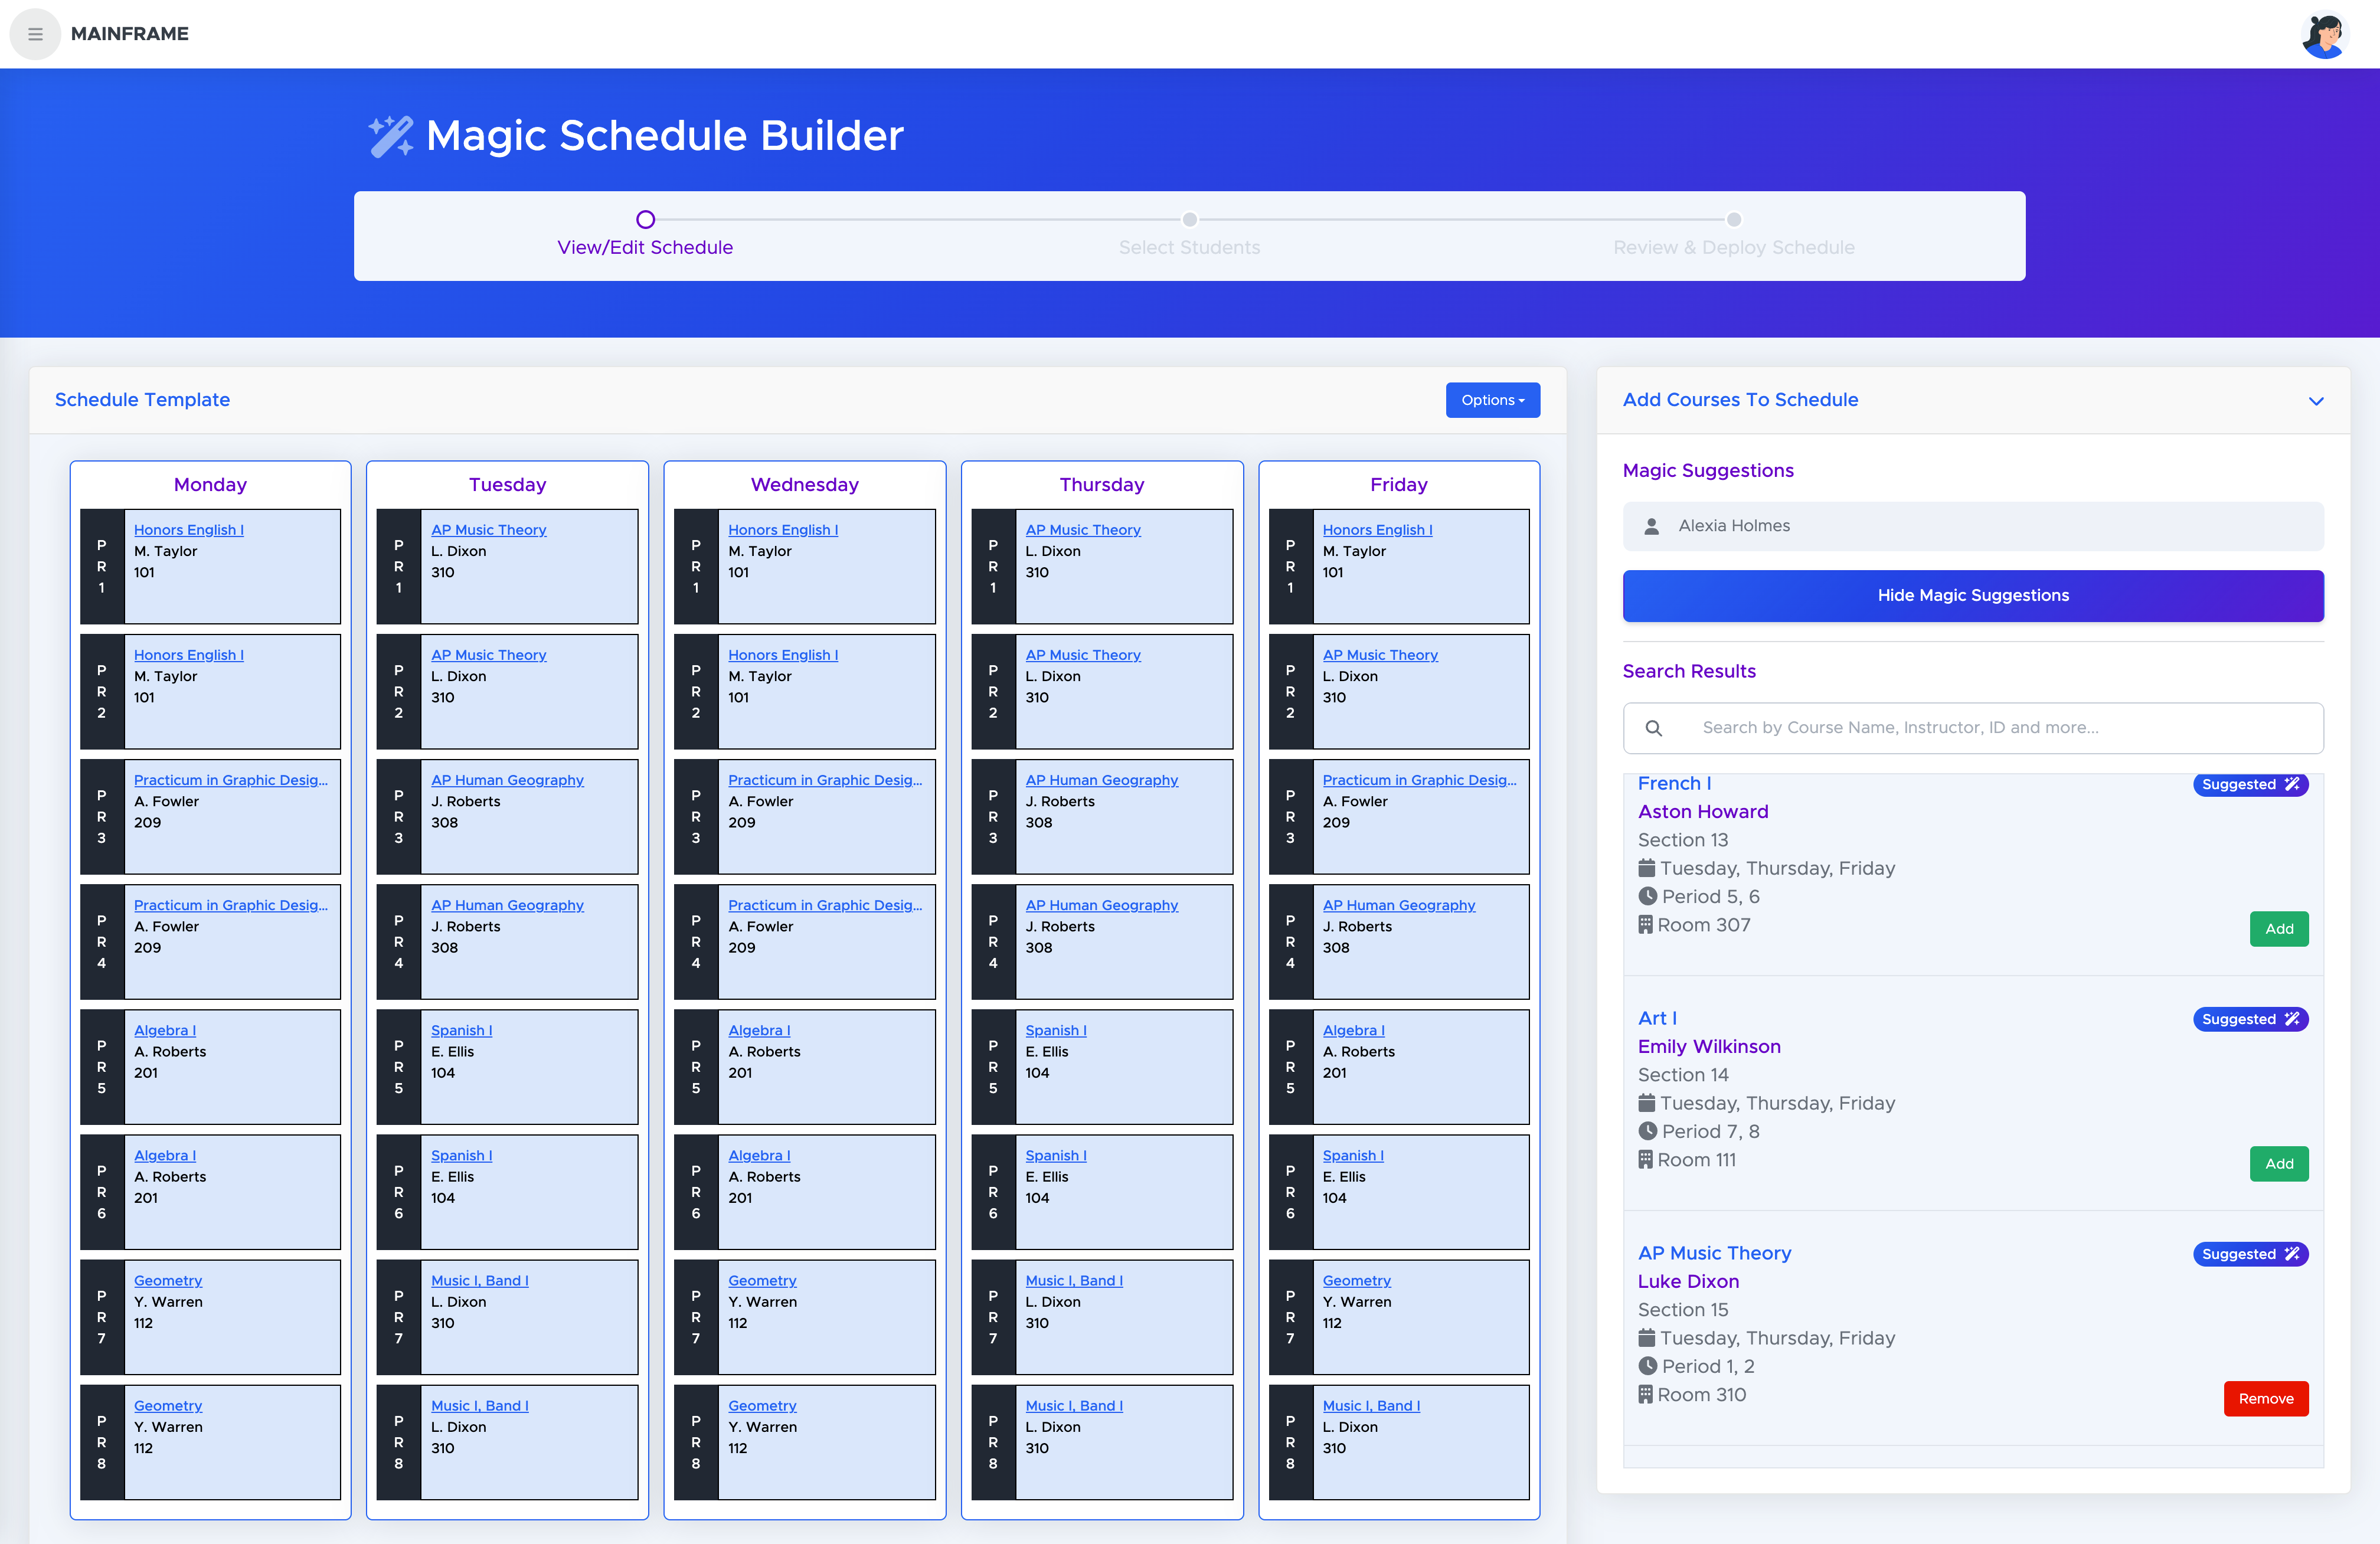 MAINFRAME
Magic Schedule Builder
View/Edit Schedule
Select Students
Review & Deploy Schedule
Schedule Template
Options
Monday
PR1
Honors English I
M. Taylor
101
PR2
Honors English I
M. Taylor
101
PR3
Practicum in Graphic Desig...
A. Fowler
209
PR4
Practicum in Graphic Desig...
A. Fowler
209
PR5
Algebra I
A. Roberts
201
PR6
Algebra I
A. Roberts
201
PR7
Geometry
Y. Warren
112
PR8
Geometry
Y. Warren
112
Tuesday
PR1
AP Music Theory
L. Dixon
310
PR2
AP Music Theory
L. Dixon
310
PR3
AP Human Geography
J. Roberts
308
PR4
AP Human Geography
J. Roberts
308
PR5
Spanish I
E. Ellis
104
PR6
Spanish I
E. Ellis
104
PR7
Music I, Band I
L. Dixon
310
PR8
Music I, Band I
L. Dixon
310
Wednesday
PR1
Honors English I
M. Taylor
101
PR2
Honors English I
M. Taylor
101
PR3
Practicum in Graphic Desig...
A. Fowler
209
PR4
Practicum in Graphic Desig...
A. Fowler
209
PR5
Algebra I
A. Roberts
201
PR6
Algebra I
A. Roberts
201
PR7
Geometry
Y. Warren
112
PR8
Geometry
Y. Warren
112
Thursday
PR1
AP Music Theory
L. Dixon
310
PR2
AP Music Theory
L. Dixon
310
PR3
AP Human Geography
J. Roberts
308
PR4
AP Human Geography
J. Roberts
308
PR5
Spanish I
E. Ellis
104
PR6
Spanish I
E. Ellis
104
PR7
Music I, Band I
L. Dixon
310
PR8
Music I, Band I
L. Dixon
310
Friday
PR1
Honors English I
M. Taylor
101
PR2
AP Music Theory
L. Dixon
310
PR3
Practicum in Graphic Desig...
A. Fowler
209
PR4
AP Human Geography
J. Roberts
308
PR5
Algebra I
A. Roberts
201
PR6
Spanish I
E. Ellis
104
PR7
Geometry
Y. Warren
112
PR8
Music I, Band I
L. Dixon
310
Add Courses To Schedule
Magic Suggestions
Alexia Holmes
Hide Magic Suggestions
Search Results
Search by Course Name, Instructor, ID and more...
French I
Suggested
Aston Howard
Section 13
Tuesday, Thursday, Friday
Period 5, 6
Room 307
Add
Art I
Suggested
Emily Wilkinson
Section 14
Tuesday, Thursday, Friday
Period 7, 8
Room 111
Add
AP Music Theory
Suggested
Luke Dixon
Section 15
Tuesday, Thursday, Friday
Period 1, 2
Room 310
Remove